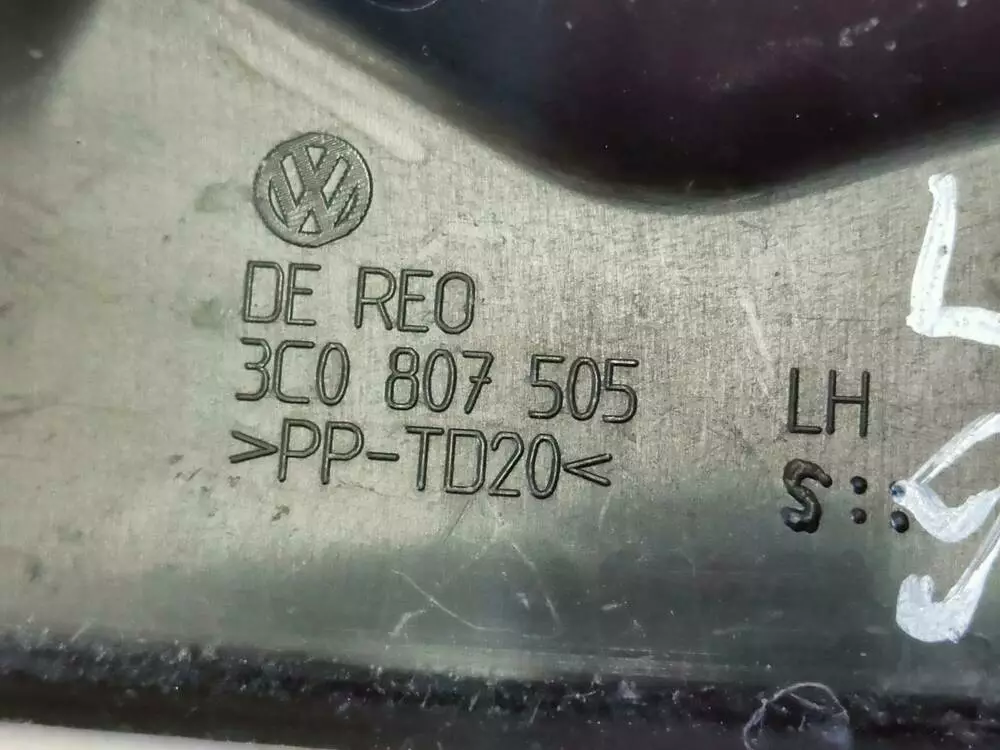 DE REO
3C0 807 505 LH
>PP-TD20<
S